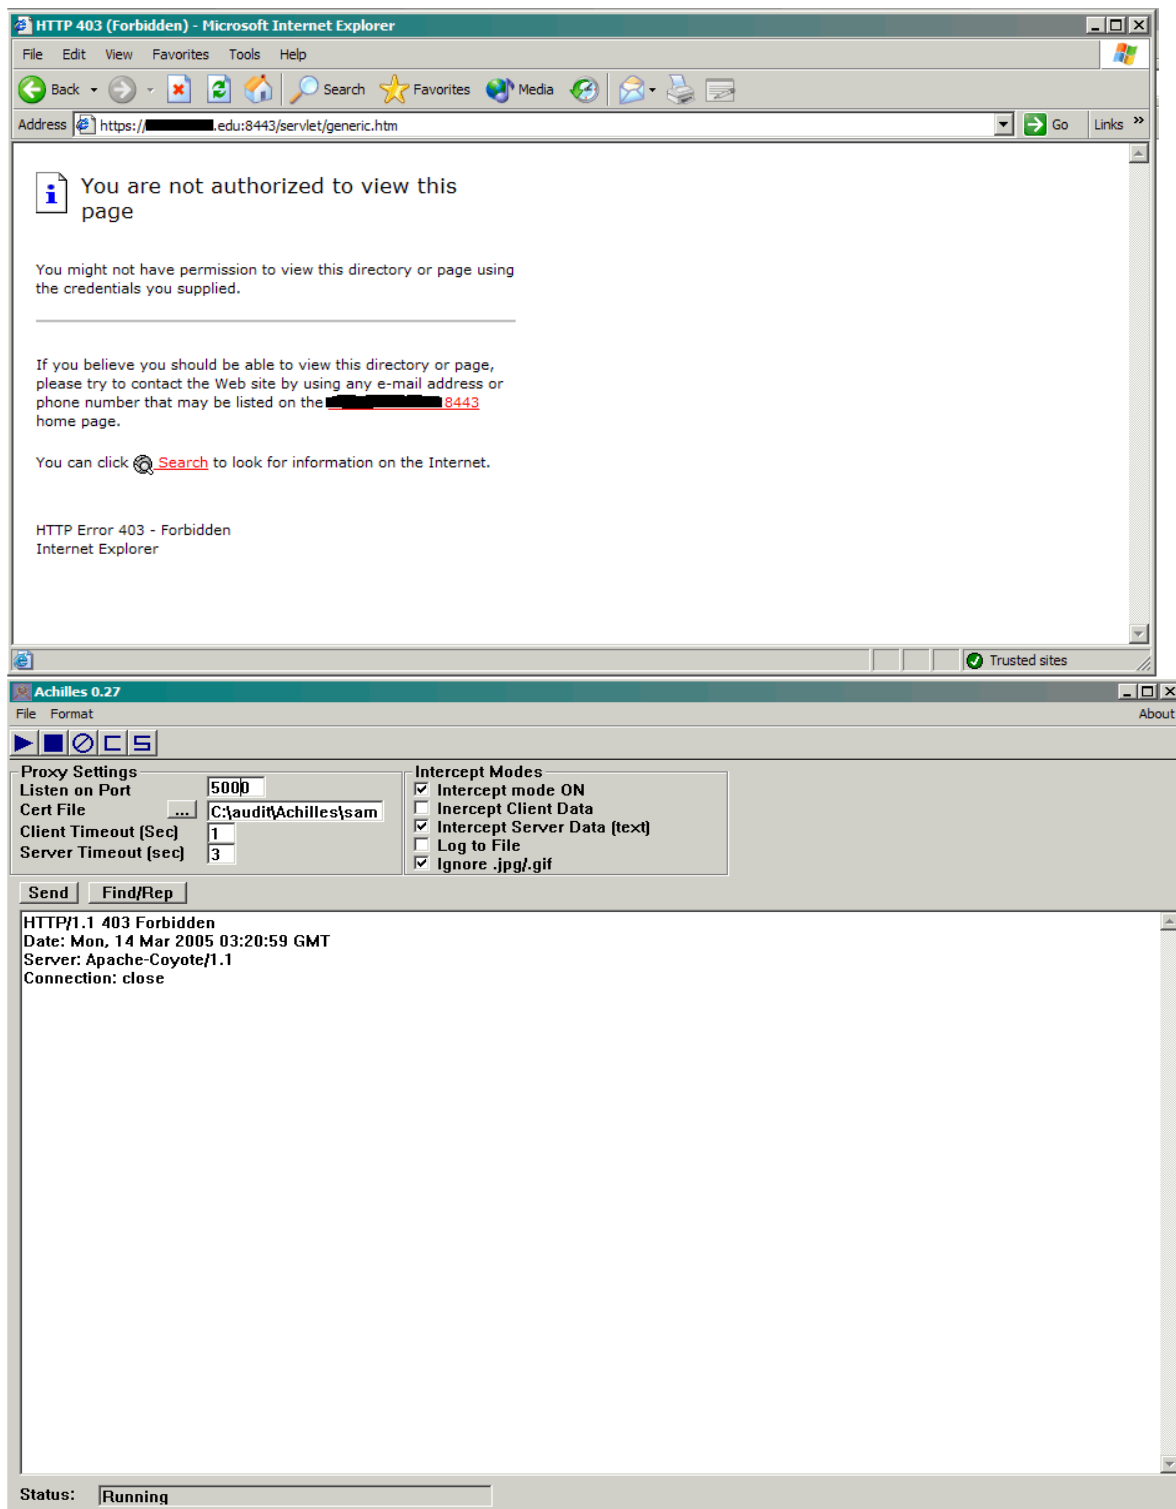 HTTP 403 (Forbidden) - Microsoft Internet Explorer
File Edit View Favorites Tools Help
Back Search Favorites Media
Address https:// .edu:8443/servlet/generic.htm Go Links »
You are not authorized to view this
page
You might not have permission to view this directory or page using
the credentials you supplied.
If you believe you should be able to view this directory or page,
please try to contact the Web site by using any e-mail address or
phone number that may be listed on the 8443
home page.
You can click Search to look for information on the Internet.
HTTP Error 403 - Forbidden
Internet Explorer
Trusted sites
Achilles 0.27
File Format About
Proxy Settings Intercept Modes
Listen on Port 5000 Intercept mode ON
Cert File ... C:\audit\Achilles\sam Inercept Client Data
Client Timeout (Sec) 1 Intercept Server Data (text)
Server Timeout (sec) 3 Log to File
Ignore .jpg/.gif
Send Find/Rep
HTTP/1.1 403 Forbidden
Date: Mon, 14 Mar 2005 03:20:59 GMT
Server: Apache-Coyote/1.1
Connection: close
Status: Running